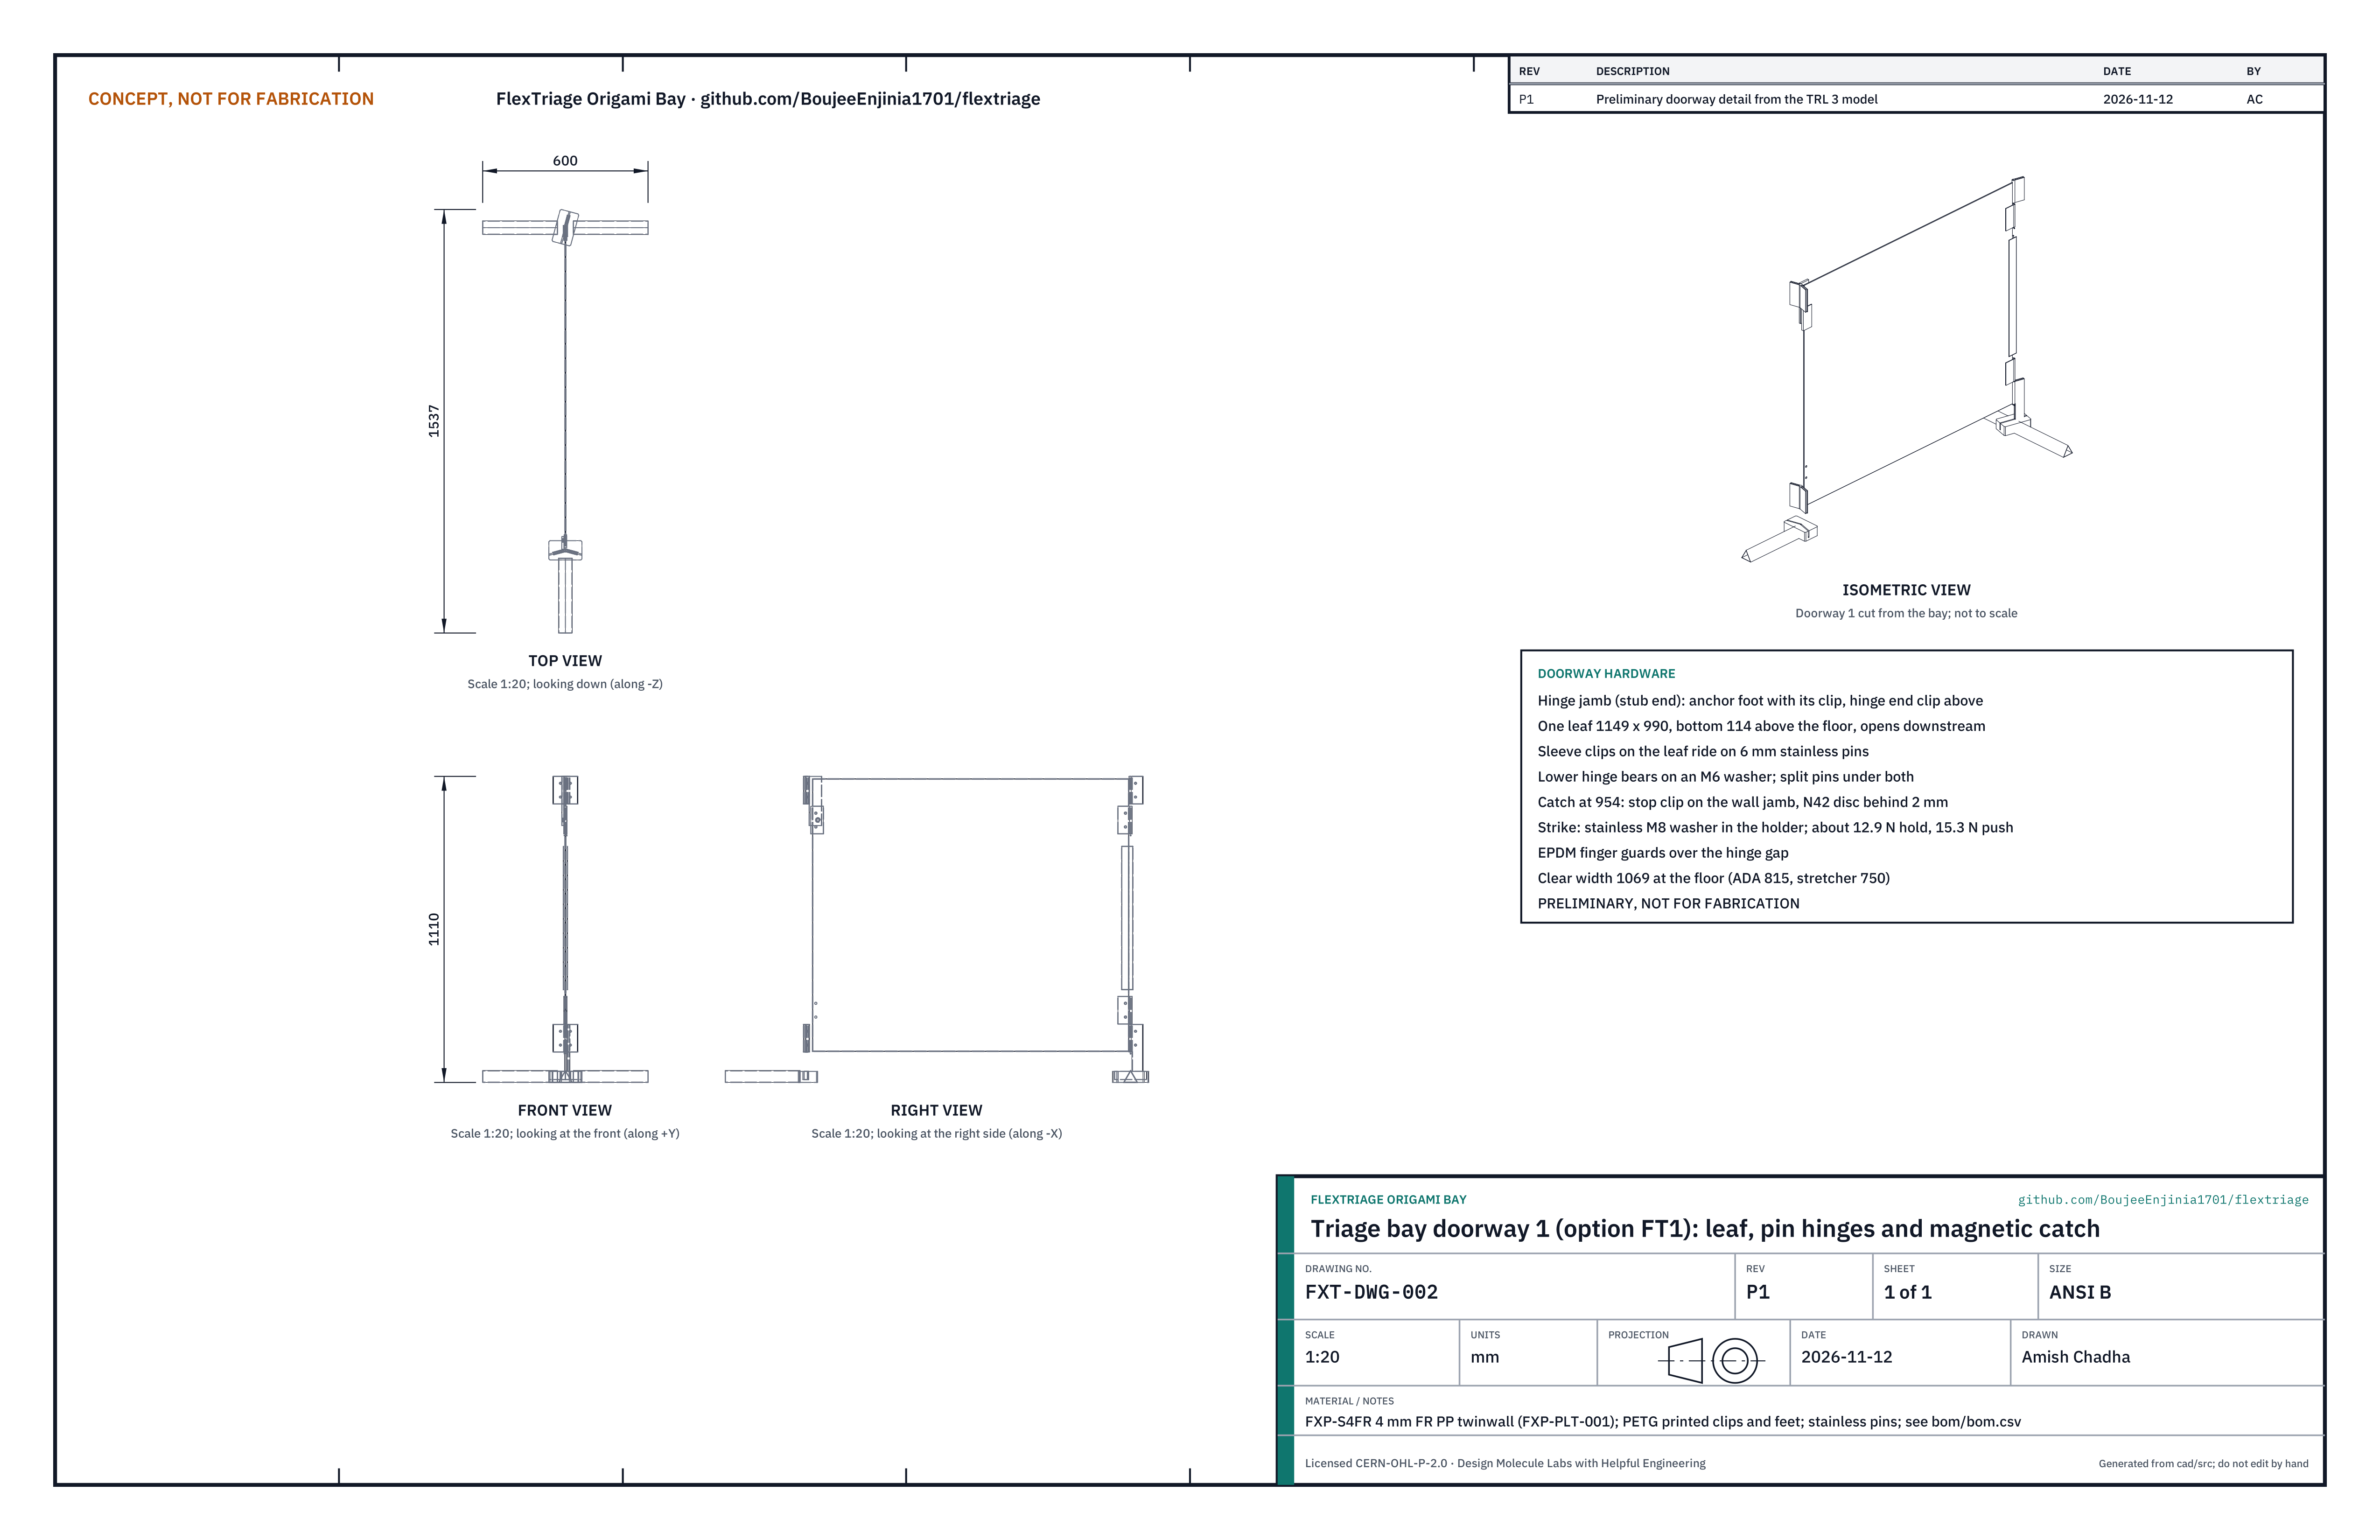 CONCEPT, NOT FOR FABRICATION
FlexTriage Origami Bay · github.com/BoujeeEnjinia1701/flextriage
REV DESCRIPTION DATE BY
P1 Preliminary doorway detail from the TRL 3 model 2026-11-12 AC
600
1537
TOP VIEW
Scale 1:20; looking down (along -Z)
ISOMETRIC VIEW
Doorway 1 cut from the bay; not to scale
DOORWAY HARDWARE
Hinge jamb (stub end): anchor foot with its clip, hinge end clip above
One leaf 1149 x 990, bottom 114 above the floor, opens downstream
Sleeve clips on the leaf ride on 6 mm stainless pins
Lower hinge bears on an M6 washer; split pins under both
Catch at 954: stop clip on the wall jamb, N42 disc behind 2 mm
Strike: stainless M8 washer in the holder; about 12.9 N hold, 15.3 N push
EPDM finger guards over the hinge gap
Clear width 1069 at the floor (ADA 815, stretcher 750)
PRELIMINARY, NOT FOR FABRICATION
1110
FRONT VIEW
Scale 1:20; looking at the front (along +Y)
RIGHT VIEW
Scale 1:20; looking at the right side (along -X)
FLEXTRIAGE ORIGAMI BAY github.com/BoujeeEnjinia1701/flextriage
Triage bay doorway 1 (option FT1): leaf, pin hinges and magnetic catch
DRAWING NO. REV SHEET SIZE
FXT-DWG-002 P1 1 of 1 ANSI B
SCALE UNITS PROJECTION DATE DRAWN
1:20 mm 2026-11-12 Amish Chadha
MATERIAL / NOTES
FXP-S4FR 4 mm FR PP twinwall (FXP-PLT-001); PETG printed clips and feet; stainless pins; see bom/bom.csv
Licensed CERN-OHL-P-2.0 · Design Molecule Labs with Helpful Engineering Generated from cad/src; do not edit by hand